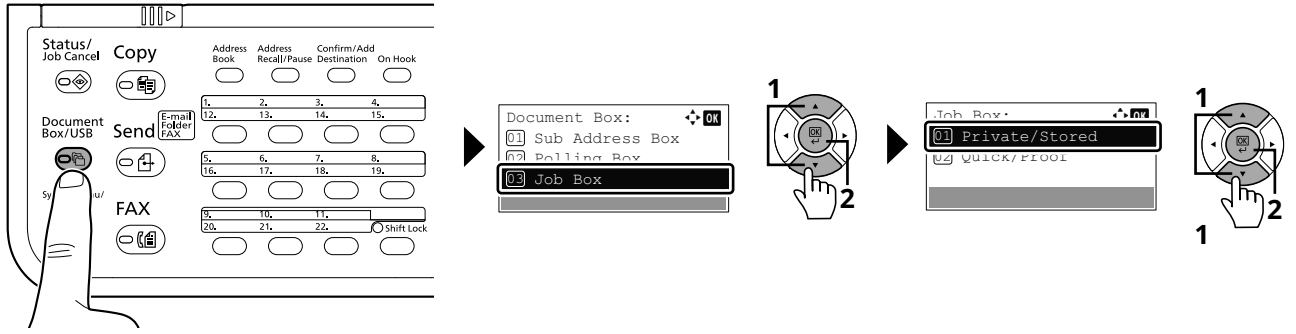 Status/
Job Cancel
Copy
Address
Book
Address
Recall/Pause
Confirm/Add
Destination
On Hook
Document
Box/USB
Send
E-mail
Folder
FAX
1. 2. 3. 4.
12. 13. 14. 15.
5. 6. 7. 8.
16. 17. 18. 19.
FAX
9. 10. 11.
20. 21. 22.
Shift Lock
Document Box: OK
01 Sub Address Box
02 Polling Box
03 Job Box
1
OK
2
Job Box: OK
01 Private/Stored
02 Quick/Proof
1
OK
2
1